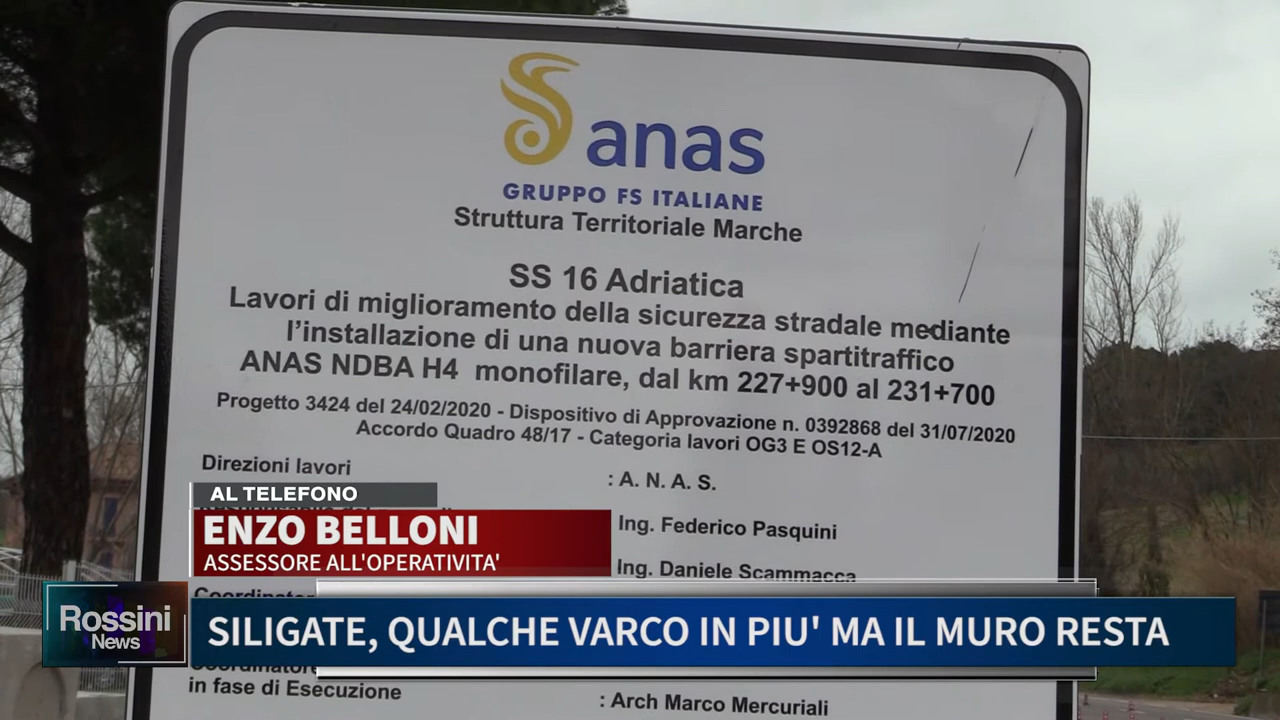 anas
GRUPPO FS ITALIANE
Struttura Territoriale Marche
SS 16 Adriatica
Lavori di miglioramento della sicurezza stradale mediante
l'installazione di una nuova barriera spartitraffico
ANAS NDBA H4 monofilare, dal km 227+900 al 231+700
Progetto 3424 del 24/02/2020 - Dispositivo di Approvazione n. 0392868 del 31/07/2020
Accordo Quadro 48/17 - Categoria lavori OG3 E OS12-A
Direzioni lavori : A. N. A. S.
AL TELEFONO
ENZO BELLONI
ASSESSORE ALL'OPERATIVITA'
Ing. Federico Pasquini
Ing. Daniele Scammacca
Coordinatore
Rossini
News
SILIGATE, QUALCHE VARCO IN PIU' MA IL MURO RESTA
Coordinatore
in fase di Esecuzione : Arch Marco Mercuriali